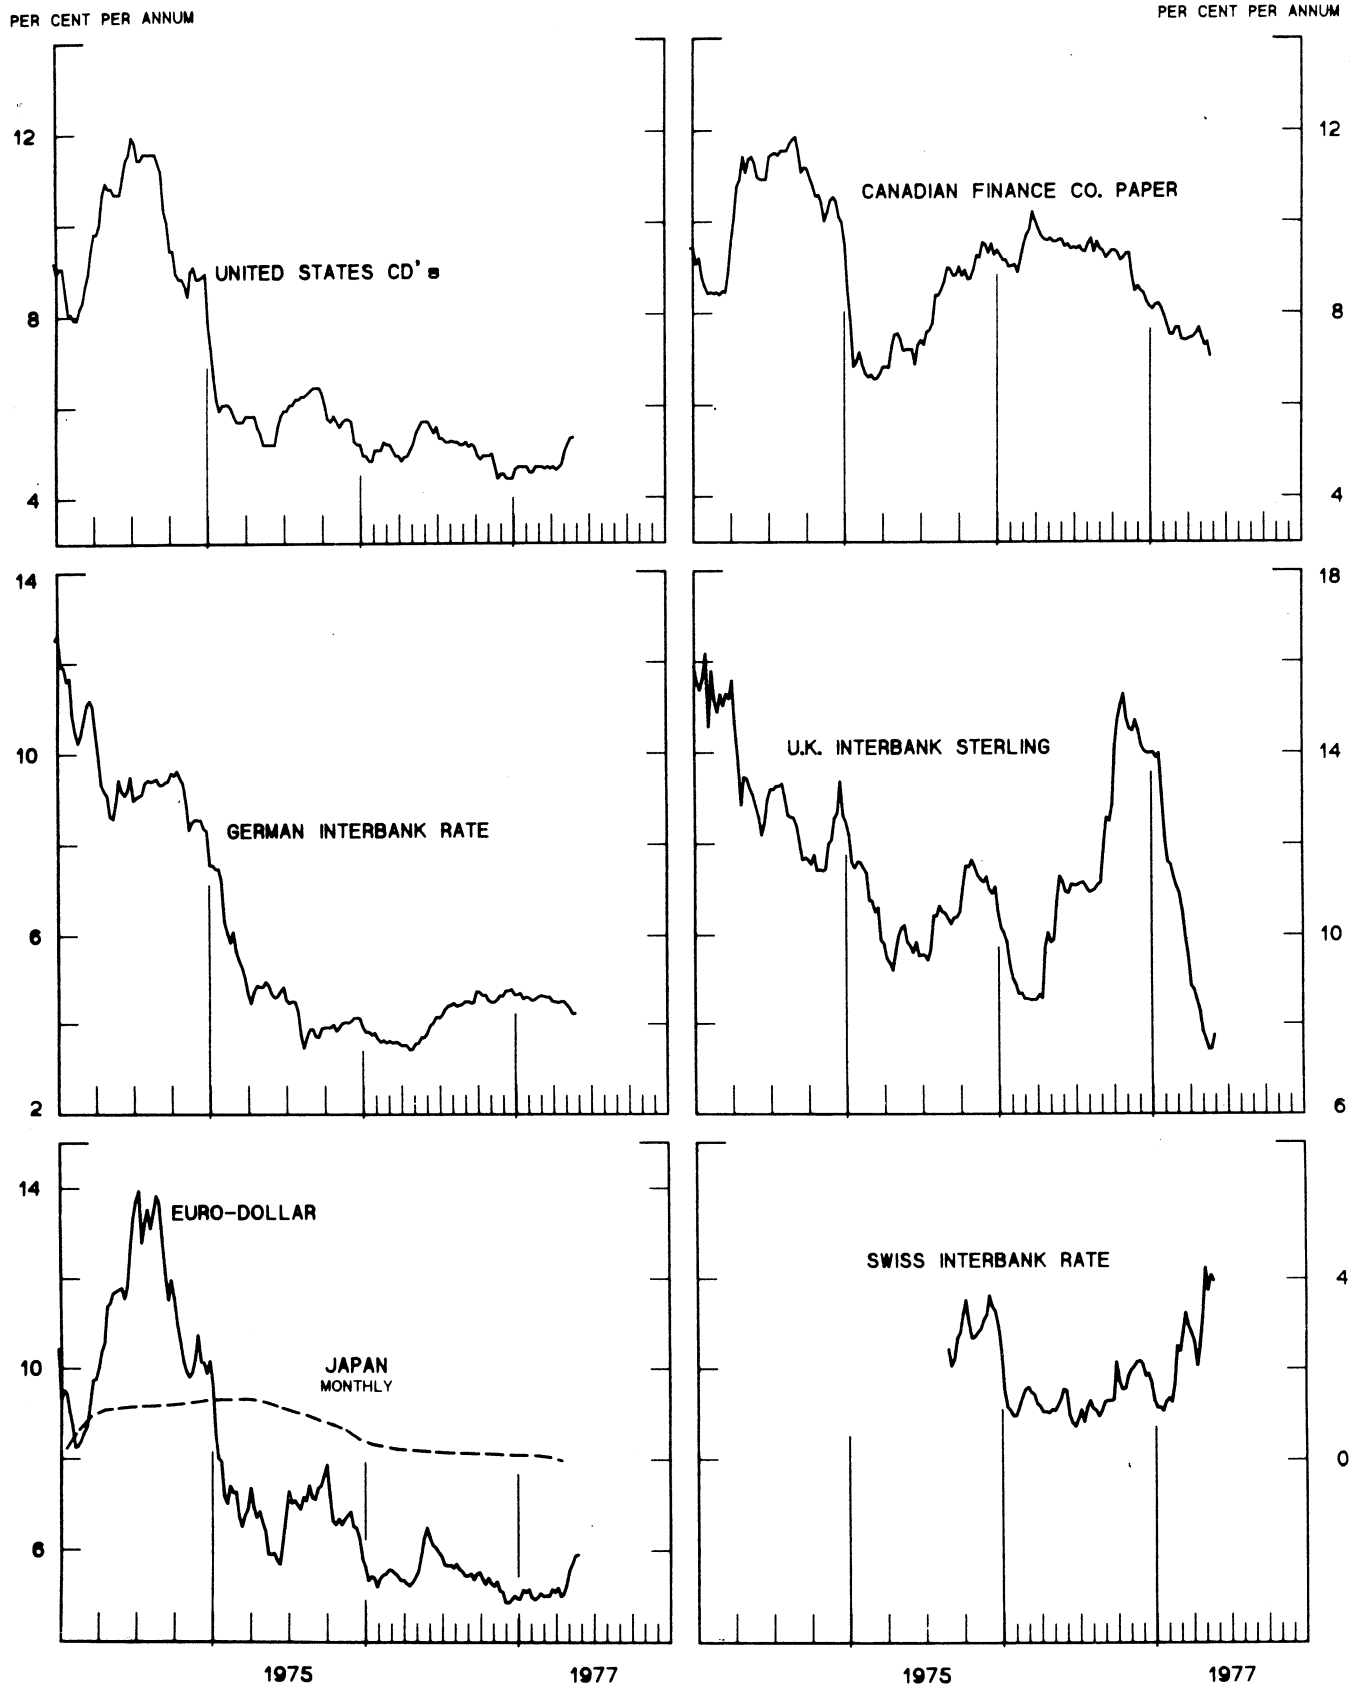 PER CENT PER ANNUM
PER CENT PER ANNUM
12
8
4
UNITED STATES CD's
12
8
4
CANADIAN FINANCE CO. PAPER
14
10
6
2
GERMAN INTERBANK RATE
18
14
10
6
U.K. INTERBANK STERLING
14
10
6
EURO-DOLLAR
JAPAN
MONTHLY
SWISS INTERBANK RATE
4
0
1975
1977
1975
1977